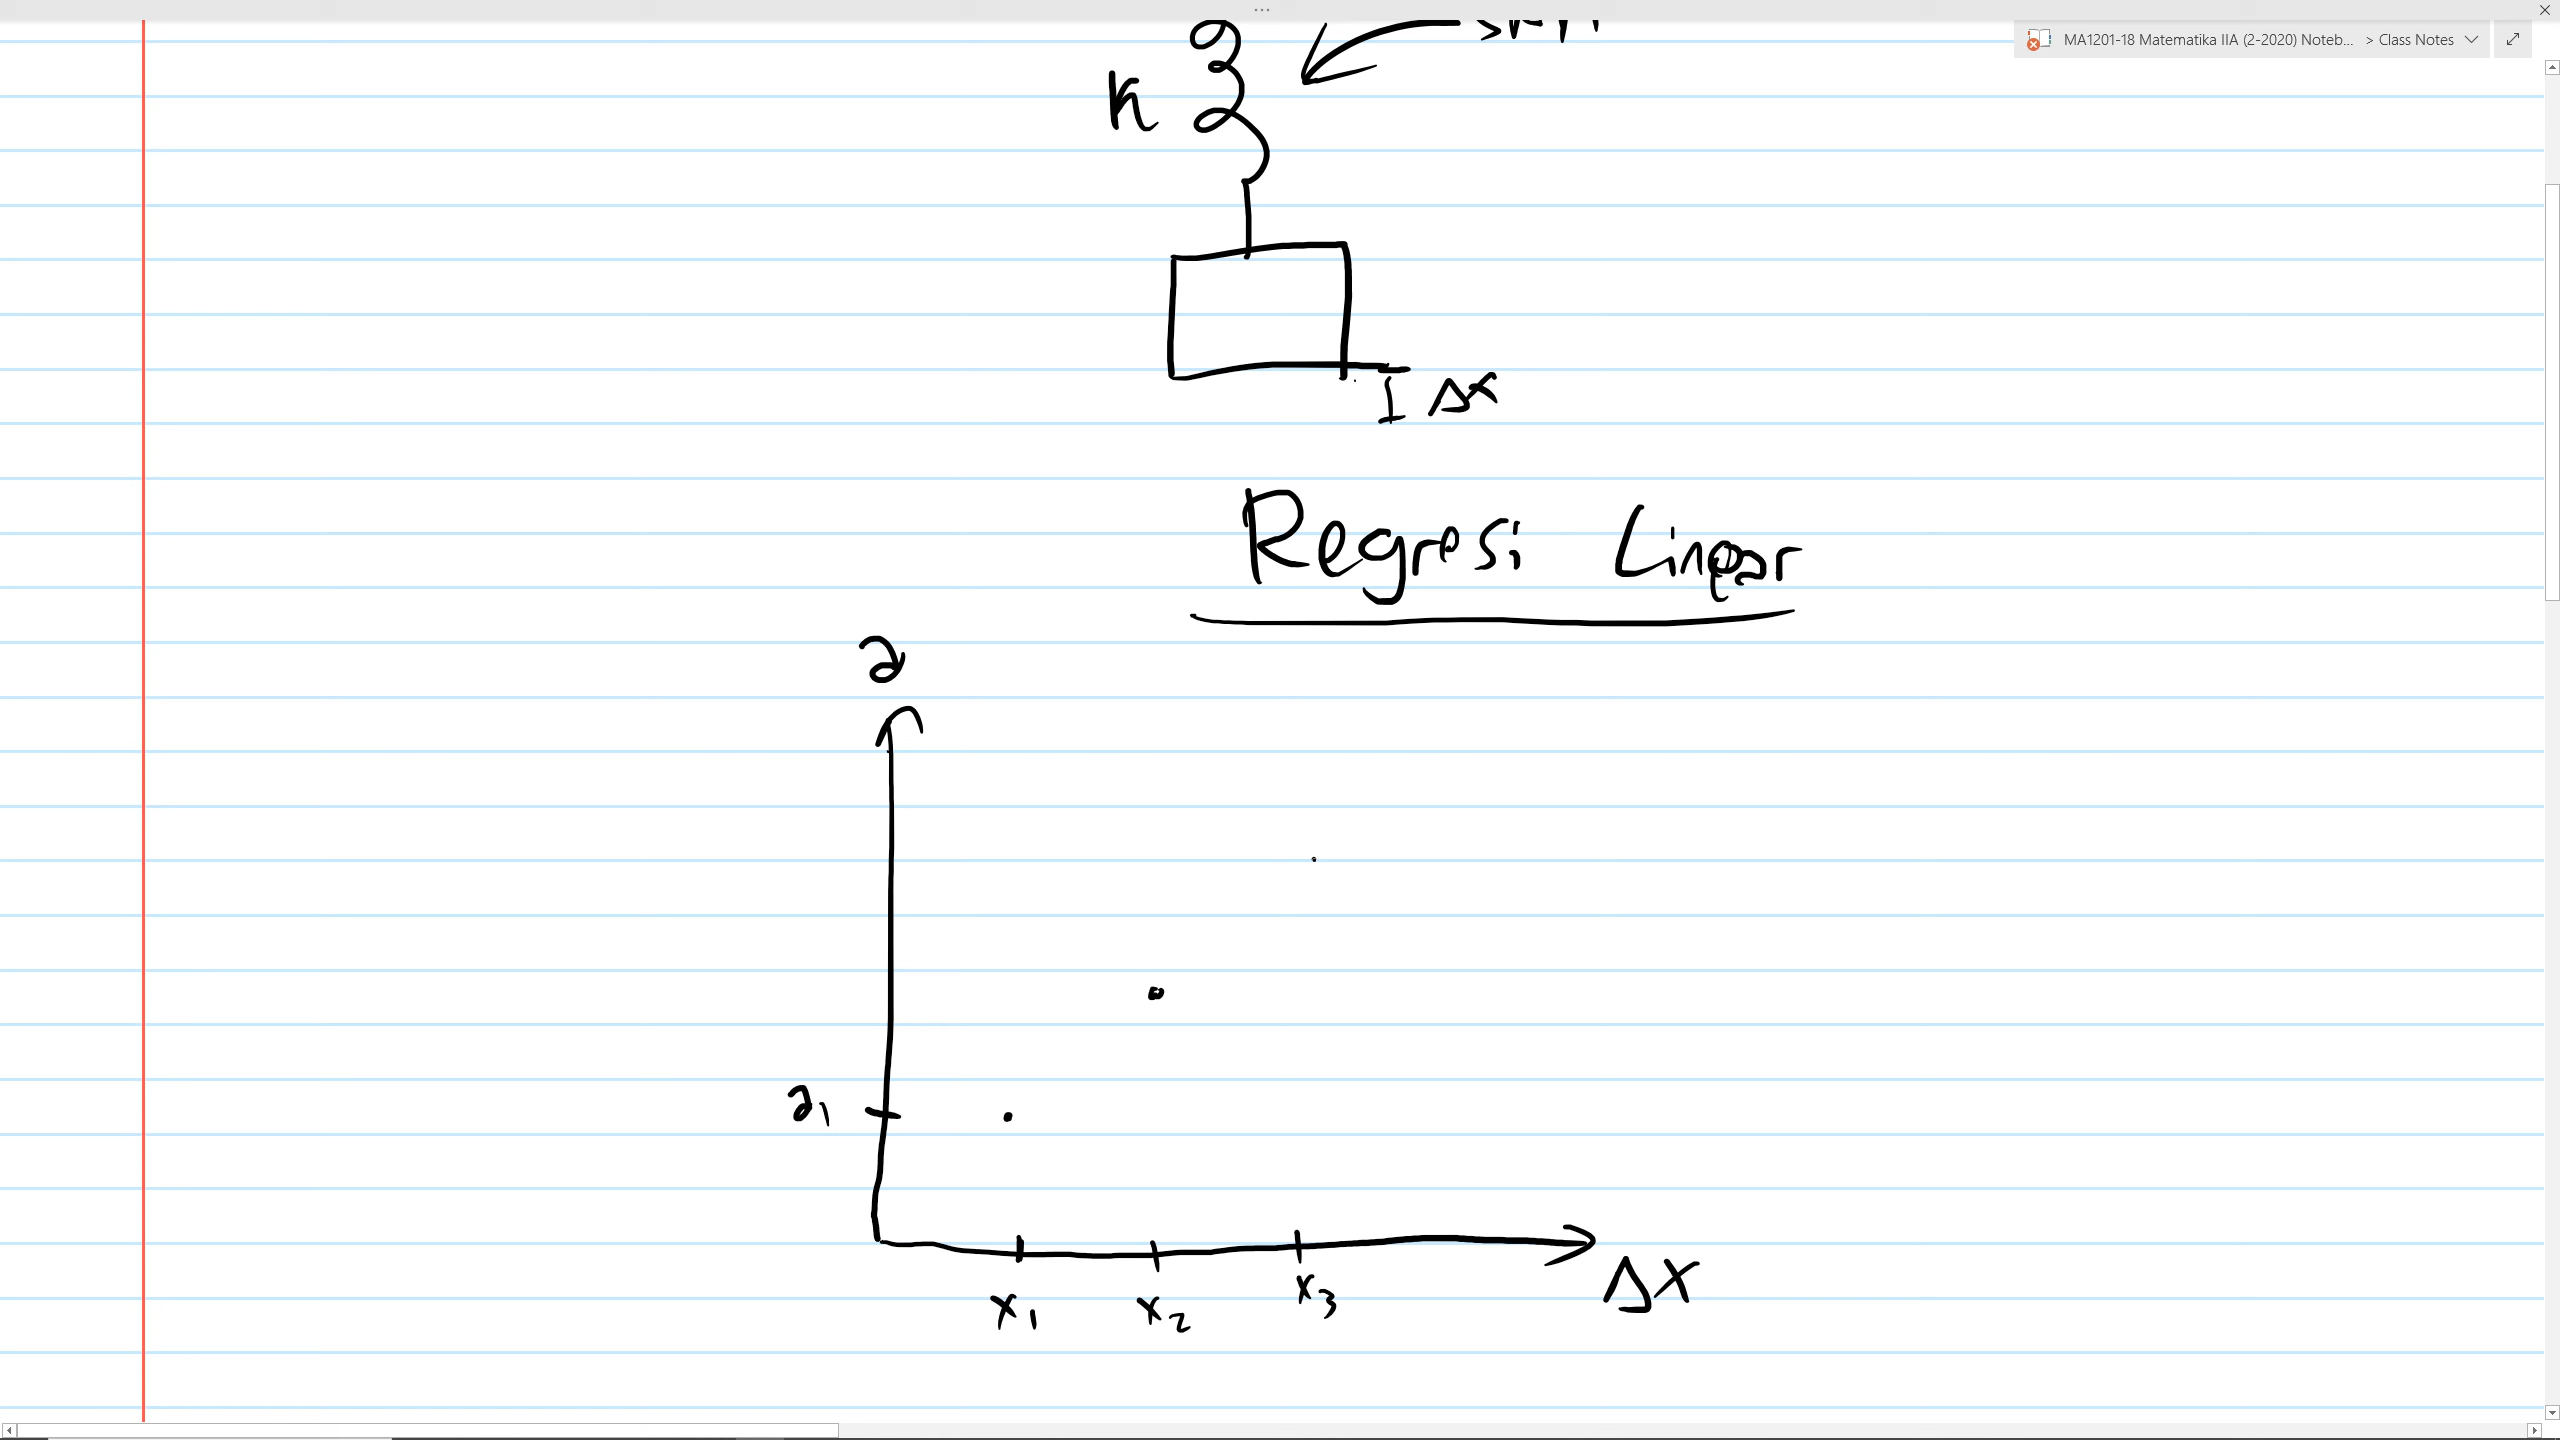 MA1201-18 Matematika IIA (2-2020) Noteb... > Class Notes
k
Δx
Regresi Linear
a
a1
x1 x2 x3
Δx